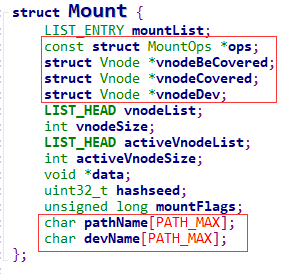 struct Mount {
LIST_ENTRY mountList;
const struct MountOps *ops;
struct Vnode *vnodeBeCovered;
struct Vnode *vnodeCovered;
struct Vnode *vnodeDev;
LIST_HEAD vnodeList;
int vnodeSize;
LIST_HEAD activeVnodeList;
int activeVnodeSize;
void *data;
uint32_t hashseed;
unsigned long mountFlags;
char pathName[PATH_MAX];
char devName[PATH_MAX];
};